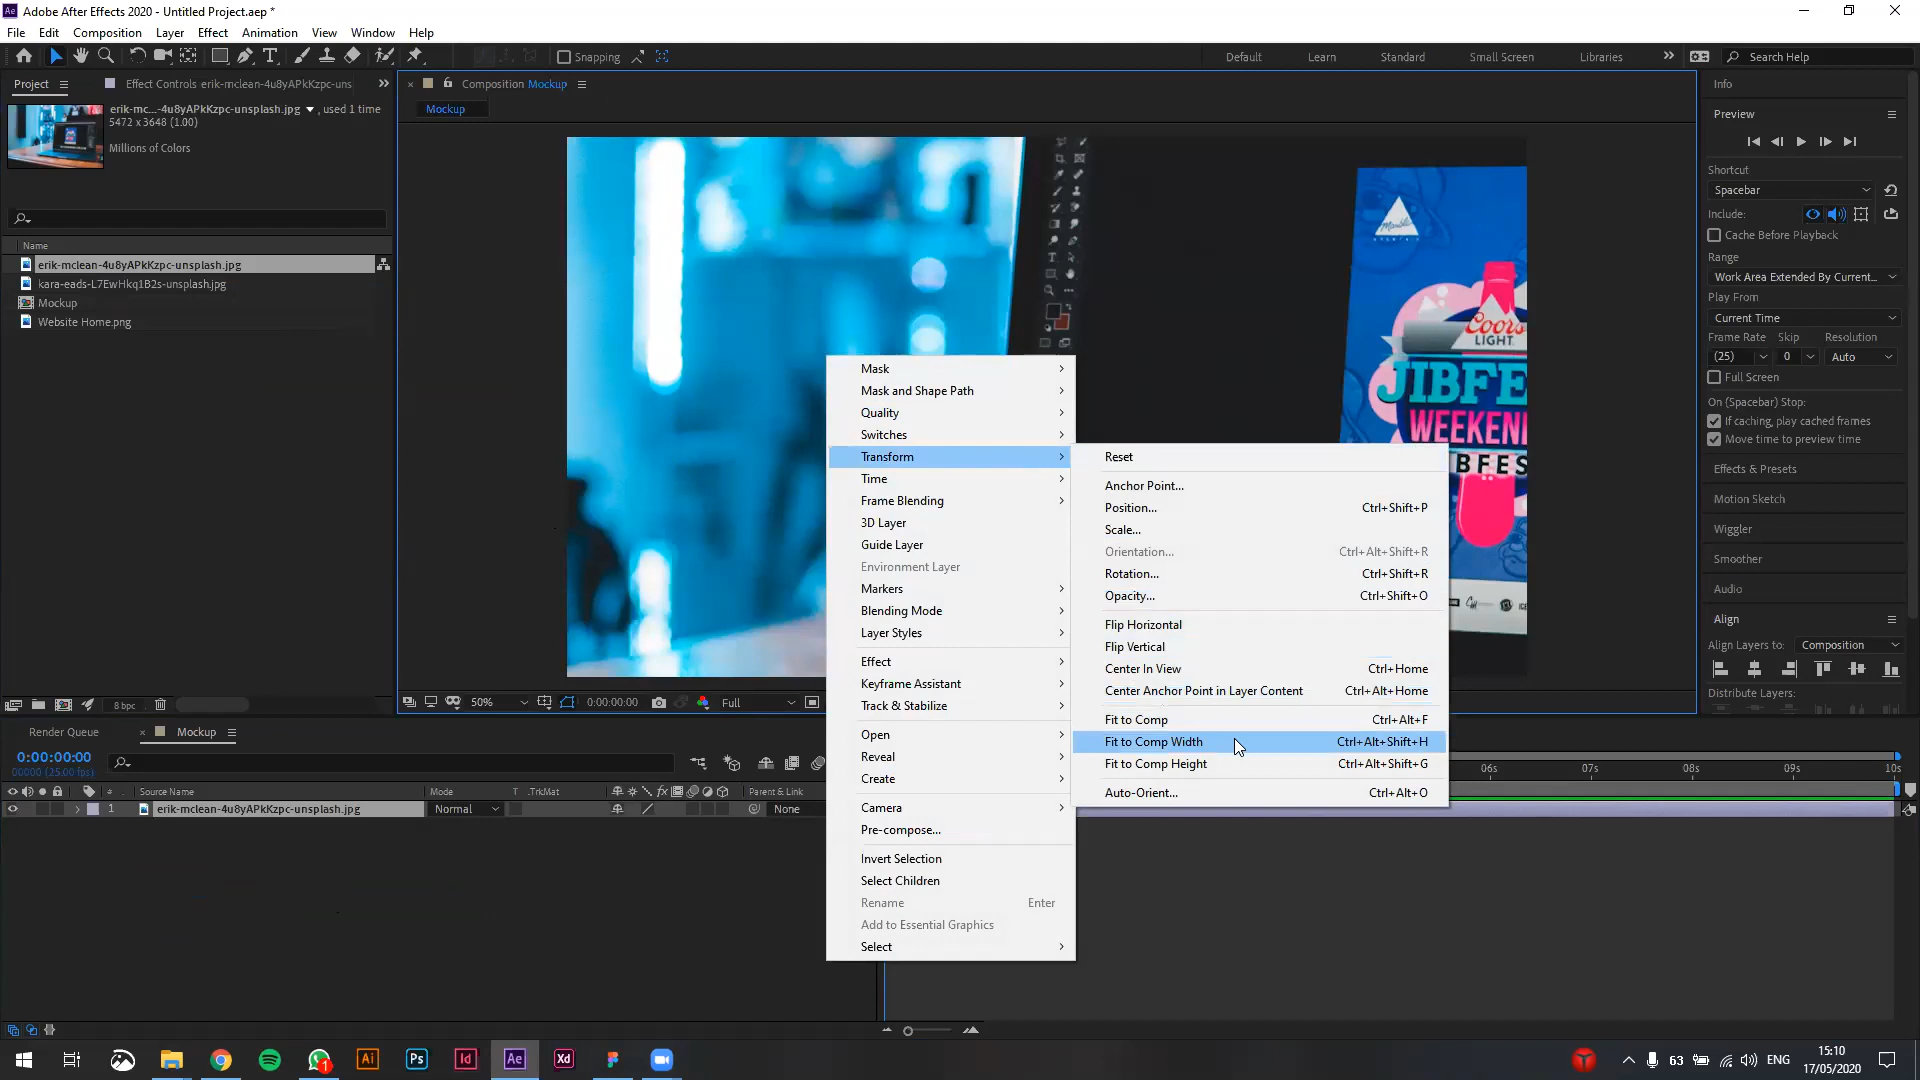 Ae Adobe After Effects 2020 - Untitled Project.aep *
File Edit Composition Layer Effect Animation View Window Help
Snapping
Default Learn Standard Small Screen Libraries Search Help
Project Effect Controls erik-mclean-4u8yAPkKzpc-uns
erik-mc...-4u8yAPkKzpc-unsplash.jpg , used 1 time
5472 x 3648 (1.00)
Millions of Colors
Name
erik-mclean-4u8yAPkKzpc-unsplash.jpg
kara-eads-L7EwHkq1B2s-unsplash.jpg
Mockup
Website Home.png
8 bpc
Composition Mockup
Mockup
Coors
LIGHT
JIBFE
WEEKEN
BFES
50% 0:00:00:00 Full
Mask
Mask and Shape Path
Quality
Switches
Transform
Time
Frame Blending
3D Layer
Guide Layer
Environment Layer
Markers
Blending Mode
Layer Styles
Effect
Keyframe Assistant
Track & Stabilize
Open
Reveal
Create
Camera
Pre-compose...
Invert Selection
Select Children
Rename Enter
Add to Essential Graphics
Select
Reset
Anchor Point...
Position... Ctrl+Shift+P
Scale...
Orientation... Ctrl+Alt+Shift+R
Rotation... Ctrl+Shift+R
Opacity... Ctrl+Shift+O
Flip Horizontal
Flip Vertical
Center In View Ctrl+Home
Center Anchor Point in Layer Content Ctrl+Alt+Home
Fit to Comp Ctrl+Alt+F
Fit to Comp Width Ctrl+Alt+Shift+H
Fit to Comp Height Ctrl+Alt+Shift+G
Auto-Orient... Ctrl+Alt+O
Info
Preview
Shortcut
Spacebar
Include:
Cache Before Playback
Range
Work Area Extended By Current...
Play From
Current Time
Frame Rate Skip Resolution
(25) 0 Auto
Full Screen
On (Spacebar) Stop:
If caching, play cached frames
Move time to preview time
Effects & Presets
Motion Sketch
Wiggler
Smoother
Audio
Align
Align Layers to: Composition
Distribute Layers:
Render Queue Mockup
0:00:00:00
00000 (25.00 fps)
# Source Name Mode T .TrkMat Parent & Link
1 erik-mclean-4u8yAPkKzpc-unsplash.jpg Normal None
06s 07s 08s 09s 10s
1 Ai Ps Id Ae Xd
63 ENG
15:10
17/05/2020